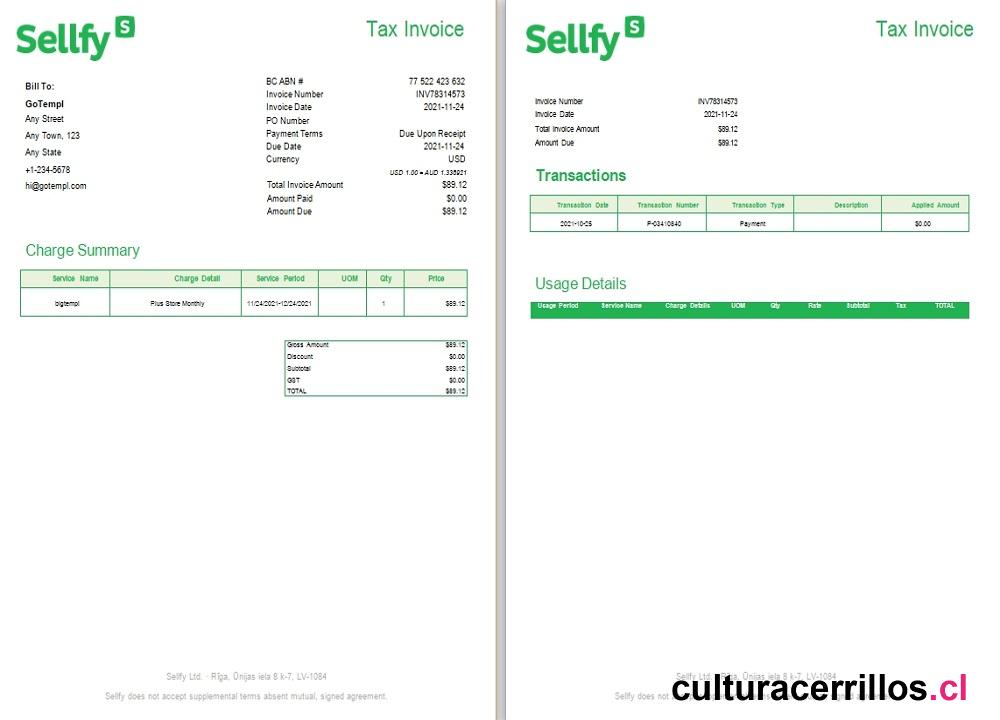 Sellfy S
Tax Invoice
Bill To:
GoTempl
Any Street
Any Town, 123
Any State
+1-234-5678
hi@gotempl.com
BC ABN # 77 522 423 632
Invoice Number INV78314573
Invoice Date 2021-11-24
PO Number
Payment Terms Due Upon Receipt
Due Date 2021-11-24
Currency USD
USD 1.00 = AUD 1.335921
Total Invoice Amount $89.12
Amount Paid $0.00
Amount Due $89.12
Charge Summary
Service Name Charge Detail Service Period UOM Qty Price
bigtempl Plus Store Monthly 11/24/2021-12/24/2021 1 $89.12
Gross Amount $89.12
Discount $0.00
Subtotal $89.12
GST $0.00
TOTAL $89.12
Sellfy Ltd. · Rīga, Ūnijas iela 8 k-7, LV-1084
Sellfy does not accept supplemental terms absent mutual, signed agreement.
Sellfy S
Tax Invoice
Invoice Number INV78314573
Invoice Date 2021-11-24
Total Invoice Amount $89.12
Amount Due $89.12
Transactions
Transaction Date Transaction Number Transaction Type Description Applied Amount
2021-10-25 P-03410840 Payment $0.00
Usage Details
Usage Period Service Name Charge Details UOM Qty Rate Subtotal Tax TOTAL
Sellfy Ltd. · Rīga, Ūnijas iela 8 k-7, LV-1084
Sellfy does not
culturacerrillos.cl